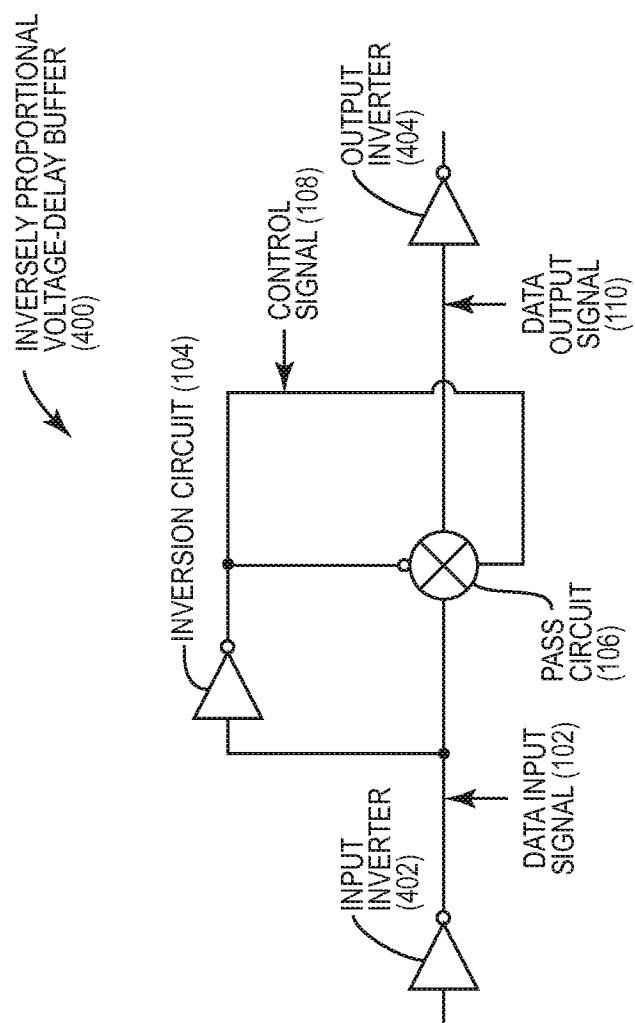 INVERSELY PROPORTIONAL
VOLTAGE-DELAY BUFFER
(400)
INVERSION CIRCUIT (104)
CONTROL
SIGNAL (108)
OUTPUT
INVERTER
(404)
INPUT
INVERTER
(402)
DATA INPUT
SIGNAL (102)
PASS
CIRCUIT
(106)
DATA
OUTPUT
SIGNAL
(110)